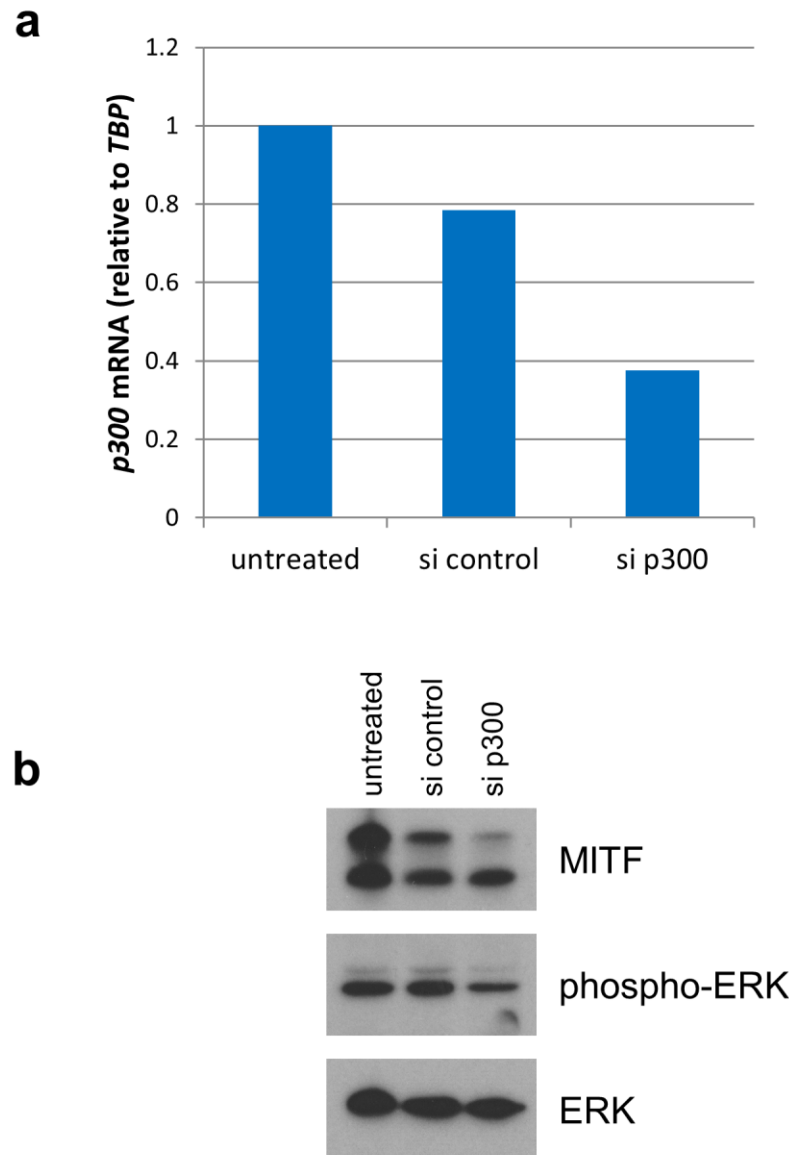 a
p300 mRNA (relative to TBP)
1.2
1
0.8
0.6
0.4
0.2
0
untreated
si control
si p300
b
untreated
si control
si p300
MITF
phospho-ERK
ERK